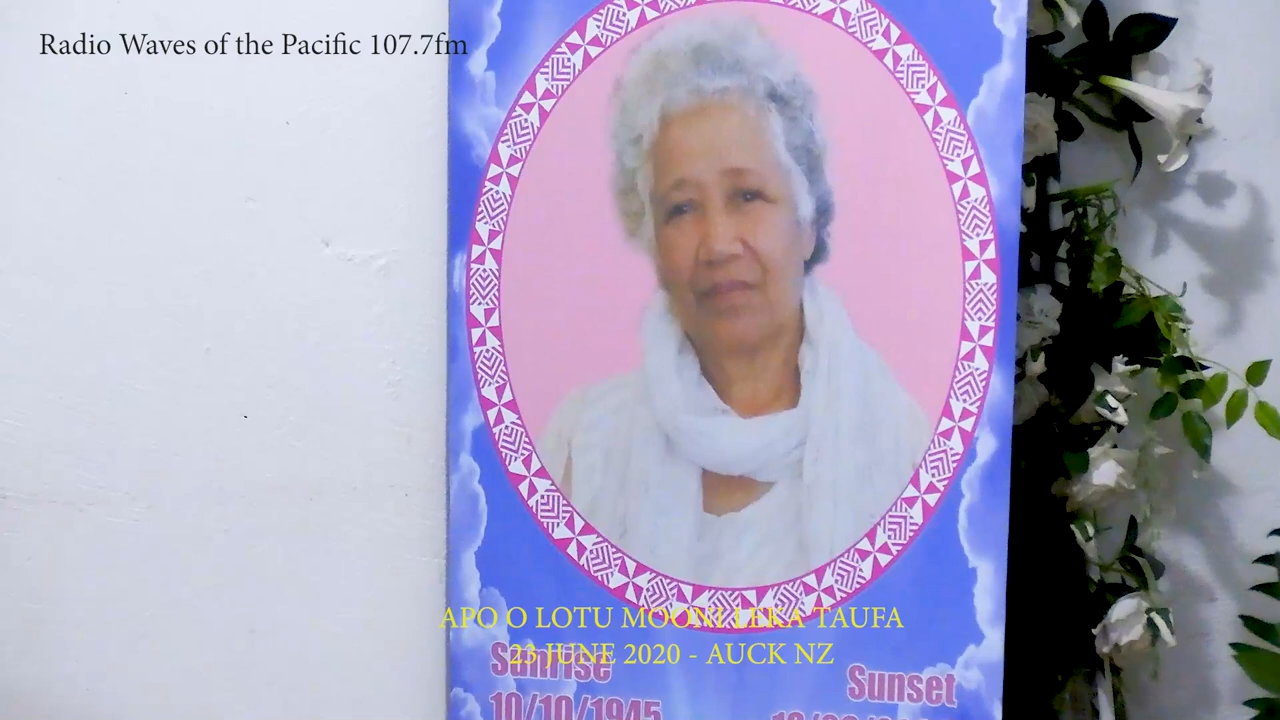 Radio Waves of the Pacific 107.7fm
APO O LOTU MOONI LEKA TAUFA
23 JUNE 2020 - AUCK NZ
Sunrise
Sunset
10/10/1945